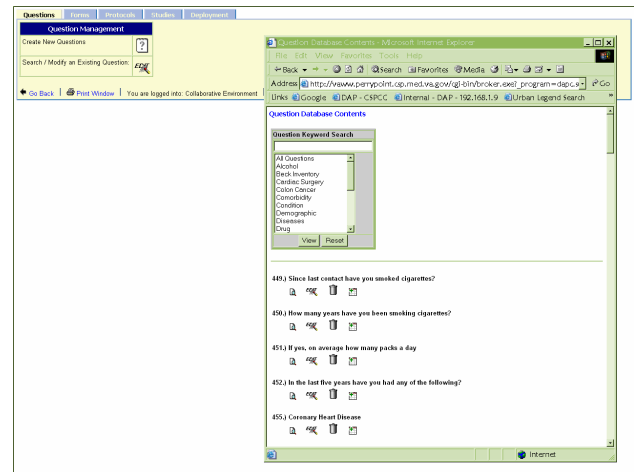 Questions Forms Protocols Studies Deployment
Question Management
Create New Questions
Search / Modify an Existing Question:
Go Back | Print Window | You are logged into: Collaborative Environment |
Question Database Contents - Microsoft Internet Explorer
File Edit View Favorites Tools Help
Back Search Favorites Media
Address http://vaww.perrypoint.csp.med.va.gov/cgi-bin/broker.exe?_program=dapc.s Go
Links Google DAP - CSPCC Internal - DAP - 192.168.1.9 Urban Legend Search »
Question Database Contents
Question Keyword Search
All Questions
Alcohol
Beck Inventory
Cardiac Surgery
Colon Cancer
Comorbidity
Condition
Demographic
Diseases
Drug
View Reset
449.) Since last contact have you smoked cigarettes?
EDIT
450.) How many years have you been smoking cigarettes?
EDIT
451.) If yes, on average how many packs a day
EDIT
452.) In the last five years have you had any of the following?
EDIT
455.) Coronary Heart Disease
EDIT
Internet